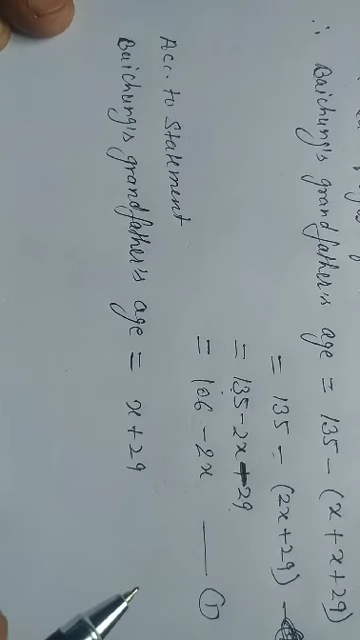 ∴ Baichung's grandfather's age = 135 - (x + x + 29)
= 135 - (2x + 29)
= 135 - 2x - 29
= 106 - 2x —— (1)
Acc. to Statement
Baichung's grandfather's age = x + 29